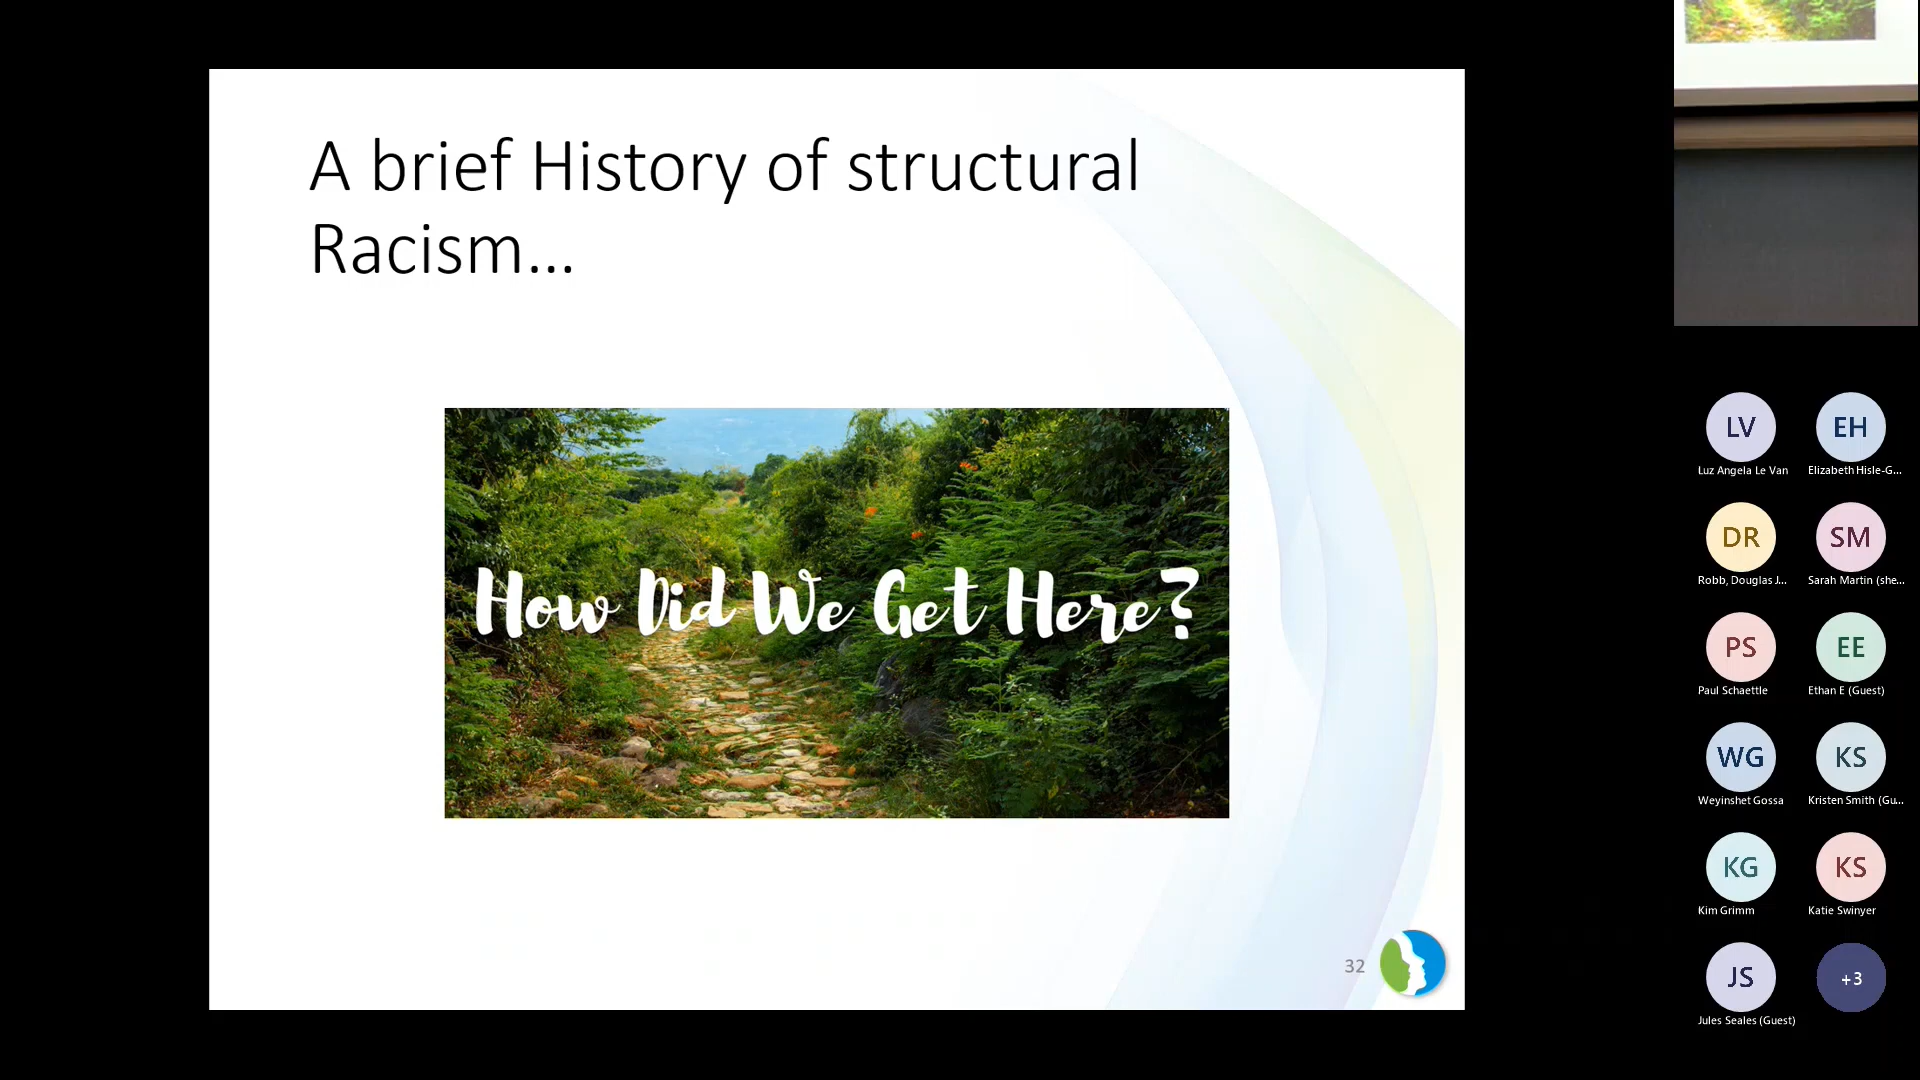 A brief History of structural
Racism...
How Did We Get Here?
32
LV
EH
Luz Angela Le Van
Elizabeth Hisle-G...
DR
SM
Robb, Douglas J...
Sarah Martin (she...
PS
EE
Paul Schaettle
Ethan E (Guest)
WG
KS
Weyinshet Gossa
Kristen Smith (Gu...
KG
KS
Kim Grimm
Katie Swinyer
JS
+3
Jules Seales (Guest)